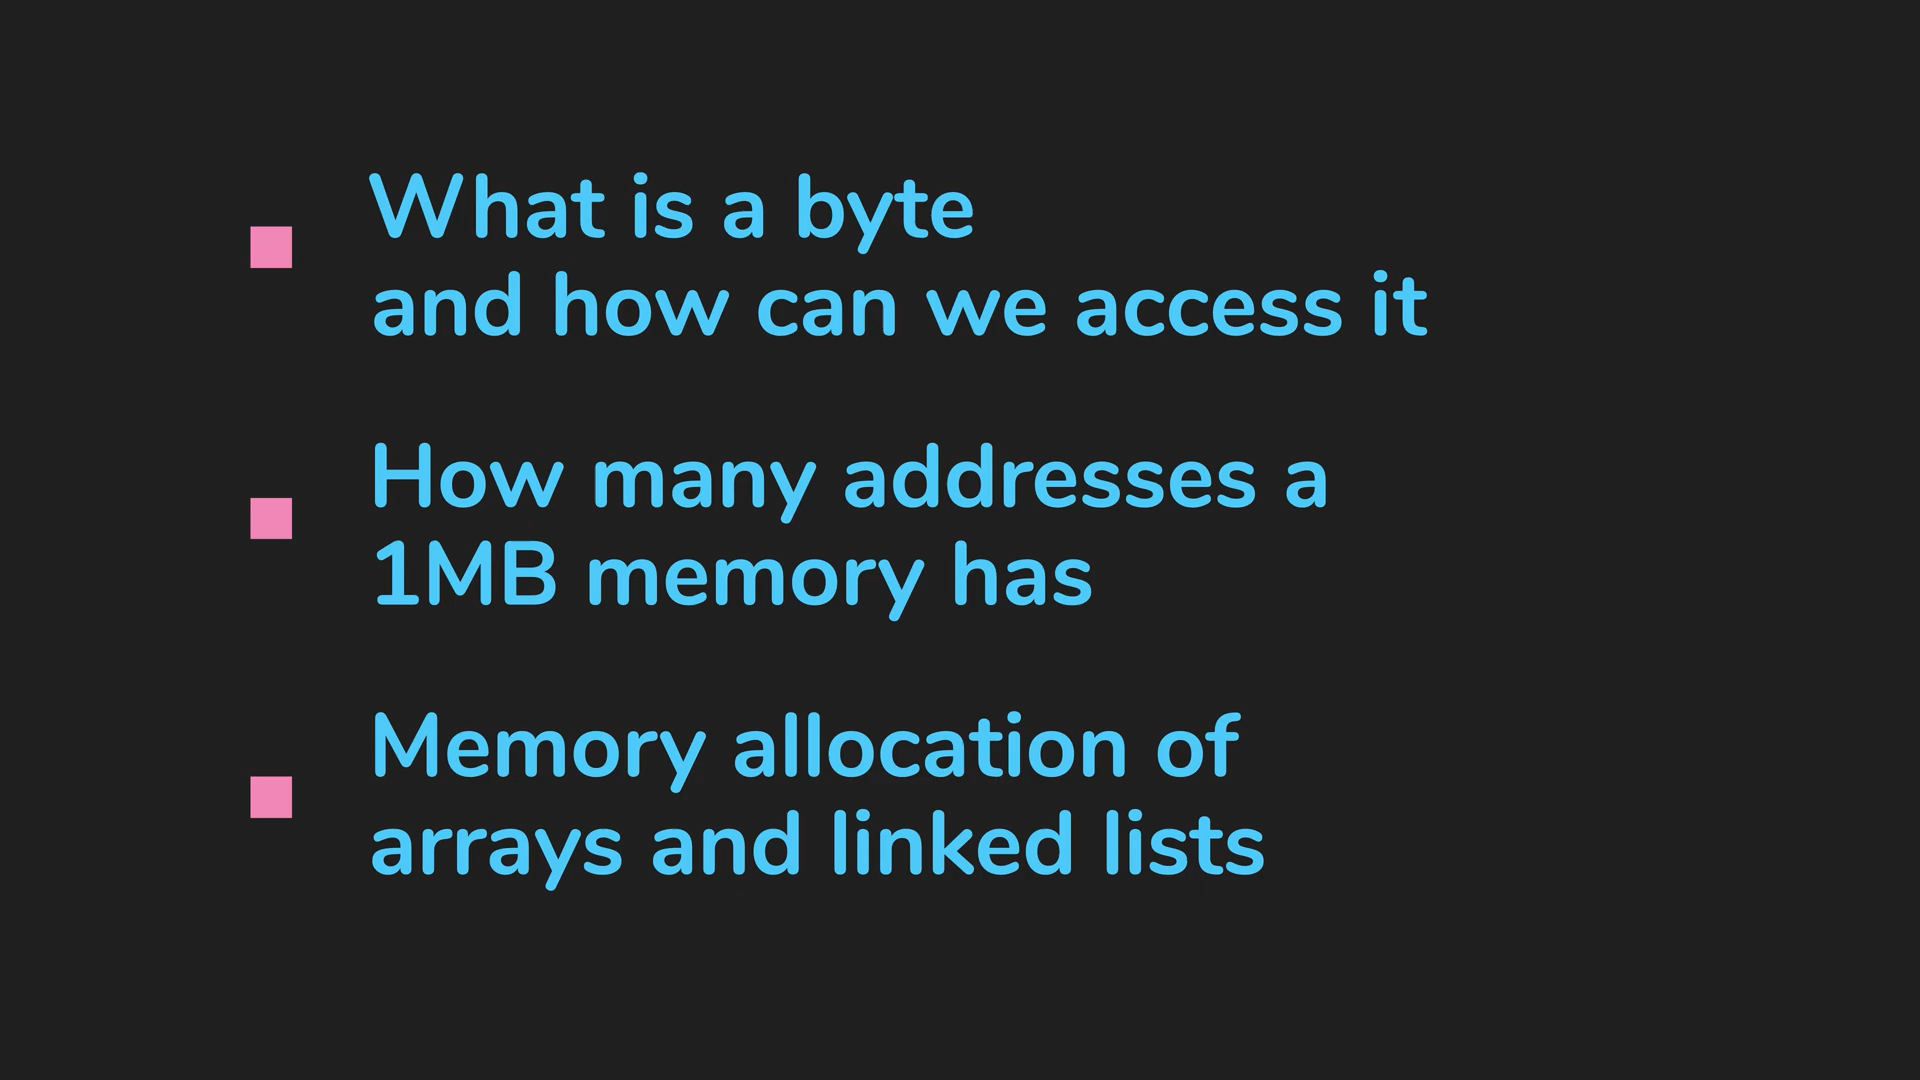 What is a byte
and how can we access it
How many addresses a
1MB memory has
Memory allocation of
arrays and linked lists